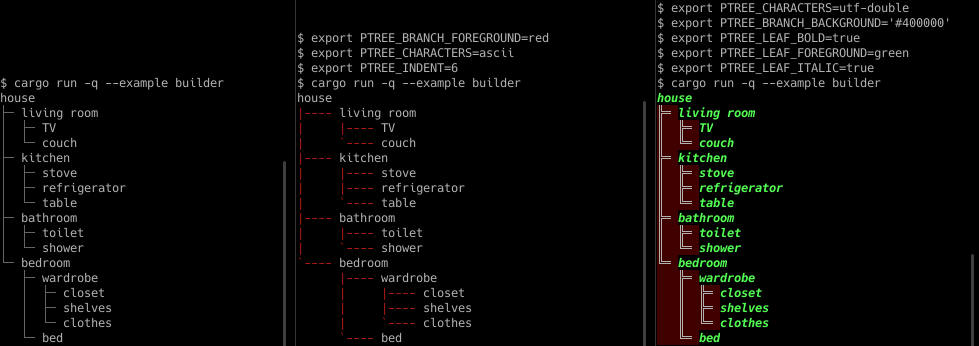 $ cargo run -q --example builder
house
├─ living room
│  ├─ TV
│  └─ couch
├─ kitchen
│  ├─ stove
│  ├─ refrigerator
│  └─ table
├─ bathroom
│  ├─ toilet
│  └─ shower
└─ bedroom
   ├─ wardrobe
   │  ├─ closet
   │  ├─ shelves
   │  └─ clothes
   └─ bed
$ export PTREE_BRANCH_FOREGROUND=red
$ export PTREE_CHARACTERS=ascii
$ export PTREE_INDENT=6
$ cargo run -q --example builder
house
|---- living room
|     |---- TV
|     `---- couch
|---- kitchen
|     |---- stove
|     |---- refrigerator
|     `---- table
|---- bathroom
|     |---- toilet
|     `---- shower
`---- bedroom
      |---- wardrobe
      |     |---- closet
      |     |---- shelves
      |     `---- clothes
      `---- bed
$ export PTREE_CHARACTERS=utf-double
$ export PTREE_BRANCH_BACKGROUND='#400000'
$ export PTREE_LEAF_BOLD=true
$ export PTREE_LEAF_FOREGROUND=green
$ export PTREE_LEAF_ITALIC=true
$ cargo run -q --example builder
house
╠═ living room
║  ╠═ TV
║  ╚═ couch
╠═ kitchen
║  ╠═ stove
║  ╠═ refrigerator
║  ╚═ table
╠═ bathroom
║  ╠═ toilet
║  ╚═ shower
╚═ bedroom
   ╠═ wardrobe
   ║  ╠═ closet
   ║  ╠═ shelves
   ║  ╚═ clothes
   ╚═ bed